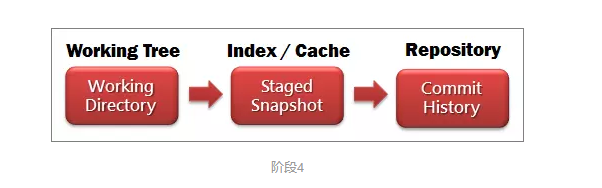 Working Tree
Index / Cache
Repository
Working
Directory
Staged
Snapshot
Commit
History
阶段4